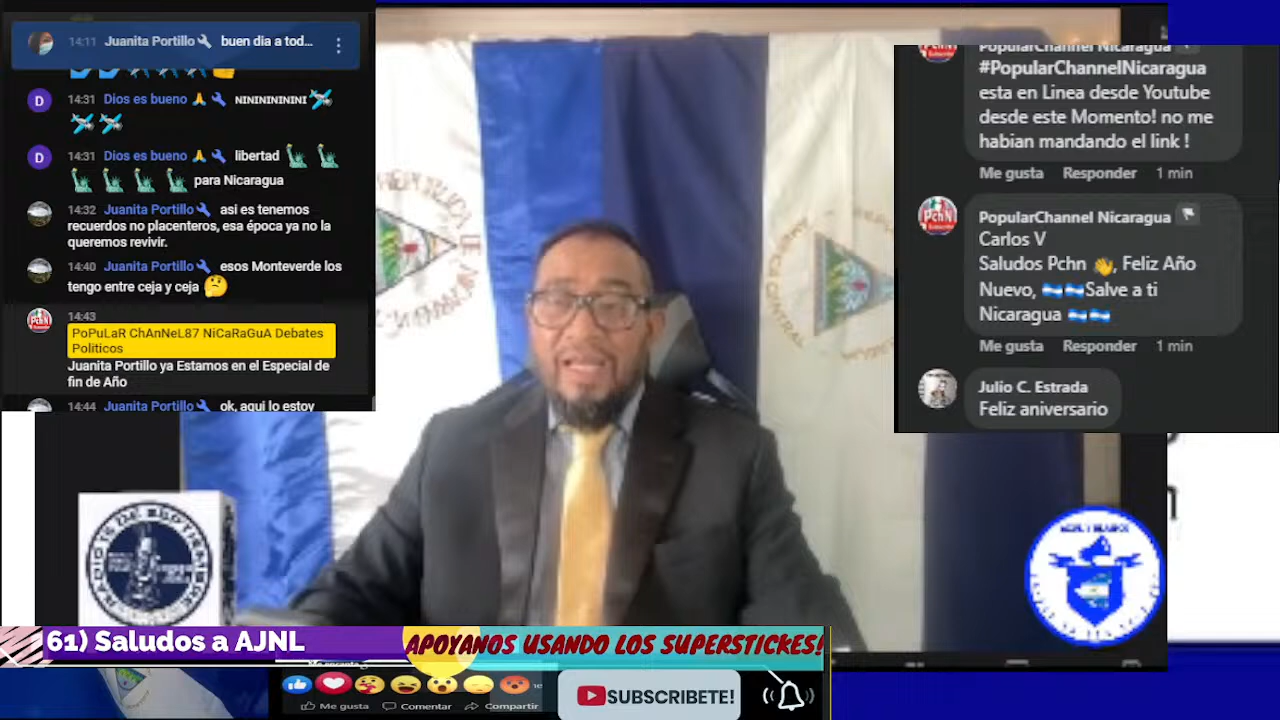 14:11 Juanita Portillo buen dia a tod...
14:31 Dios es bueno NINININININI
14:31 Dios es bueno libertad
para Nicaragua
14:32 Juanita Portillo asi es tenemos
recuerdos no placenteros, esa época ya no la
queremos revivir.
14:40 Juanita Portillo esos Monteverde los
tengo entre ceja y ceja
14:43
PoPuLaR ChAnNeL87 NiCaRaGuA Debates
Politicos
Juanita Portillo ya Estamos en el Especial de
fin de Año
14:44 Juanita Portillo ok, aqui lo estoy
PopularChannel Nicaragua
#PopularChannelNicaragua
esta en Linea desde Youtube
desde este Momento! no me
habian mandando el link !
Me gusta Responder 1 min
PopularChannel Nicaragua
Carlos V
Saludos Pchn 👋, Feliz Año
Nuevo, 🇳🇮🇳🇮Salve a ti
Nicaragua 🇳🇮🇳🇮
Me gusta Responder 1 min
Julio C. Estrada
Feliz aniversario
61) Saludos a AJNL
APOYANOS USANDO LOS SUPERSTICKES!
Me gusta Comentar Compartir
SUBSCRIBETE!